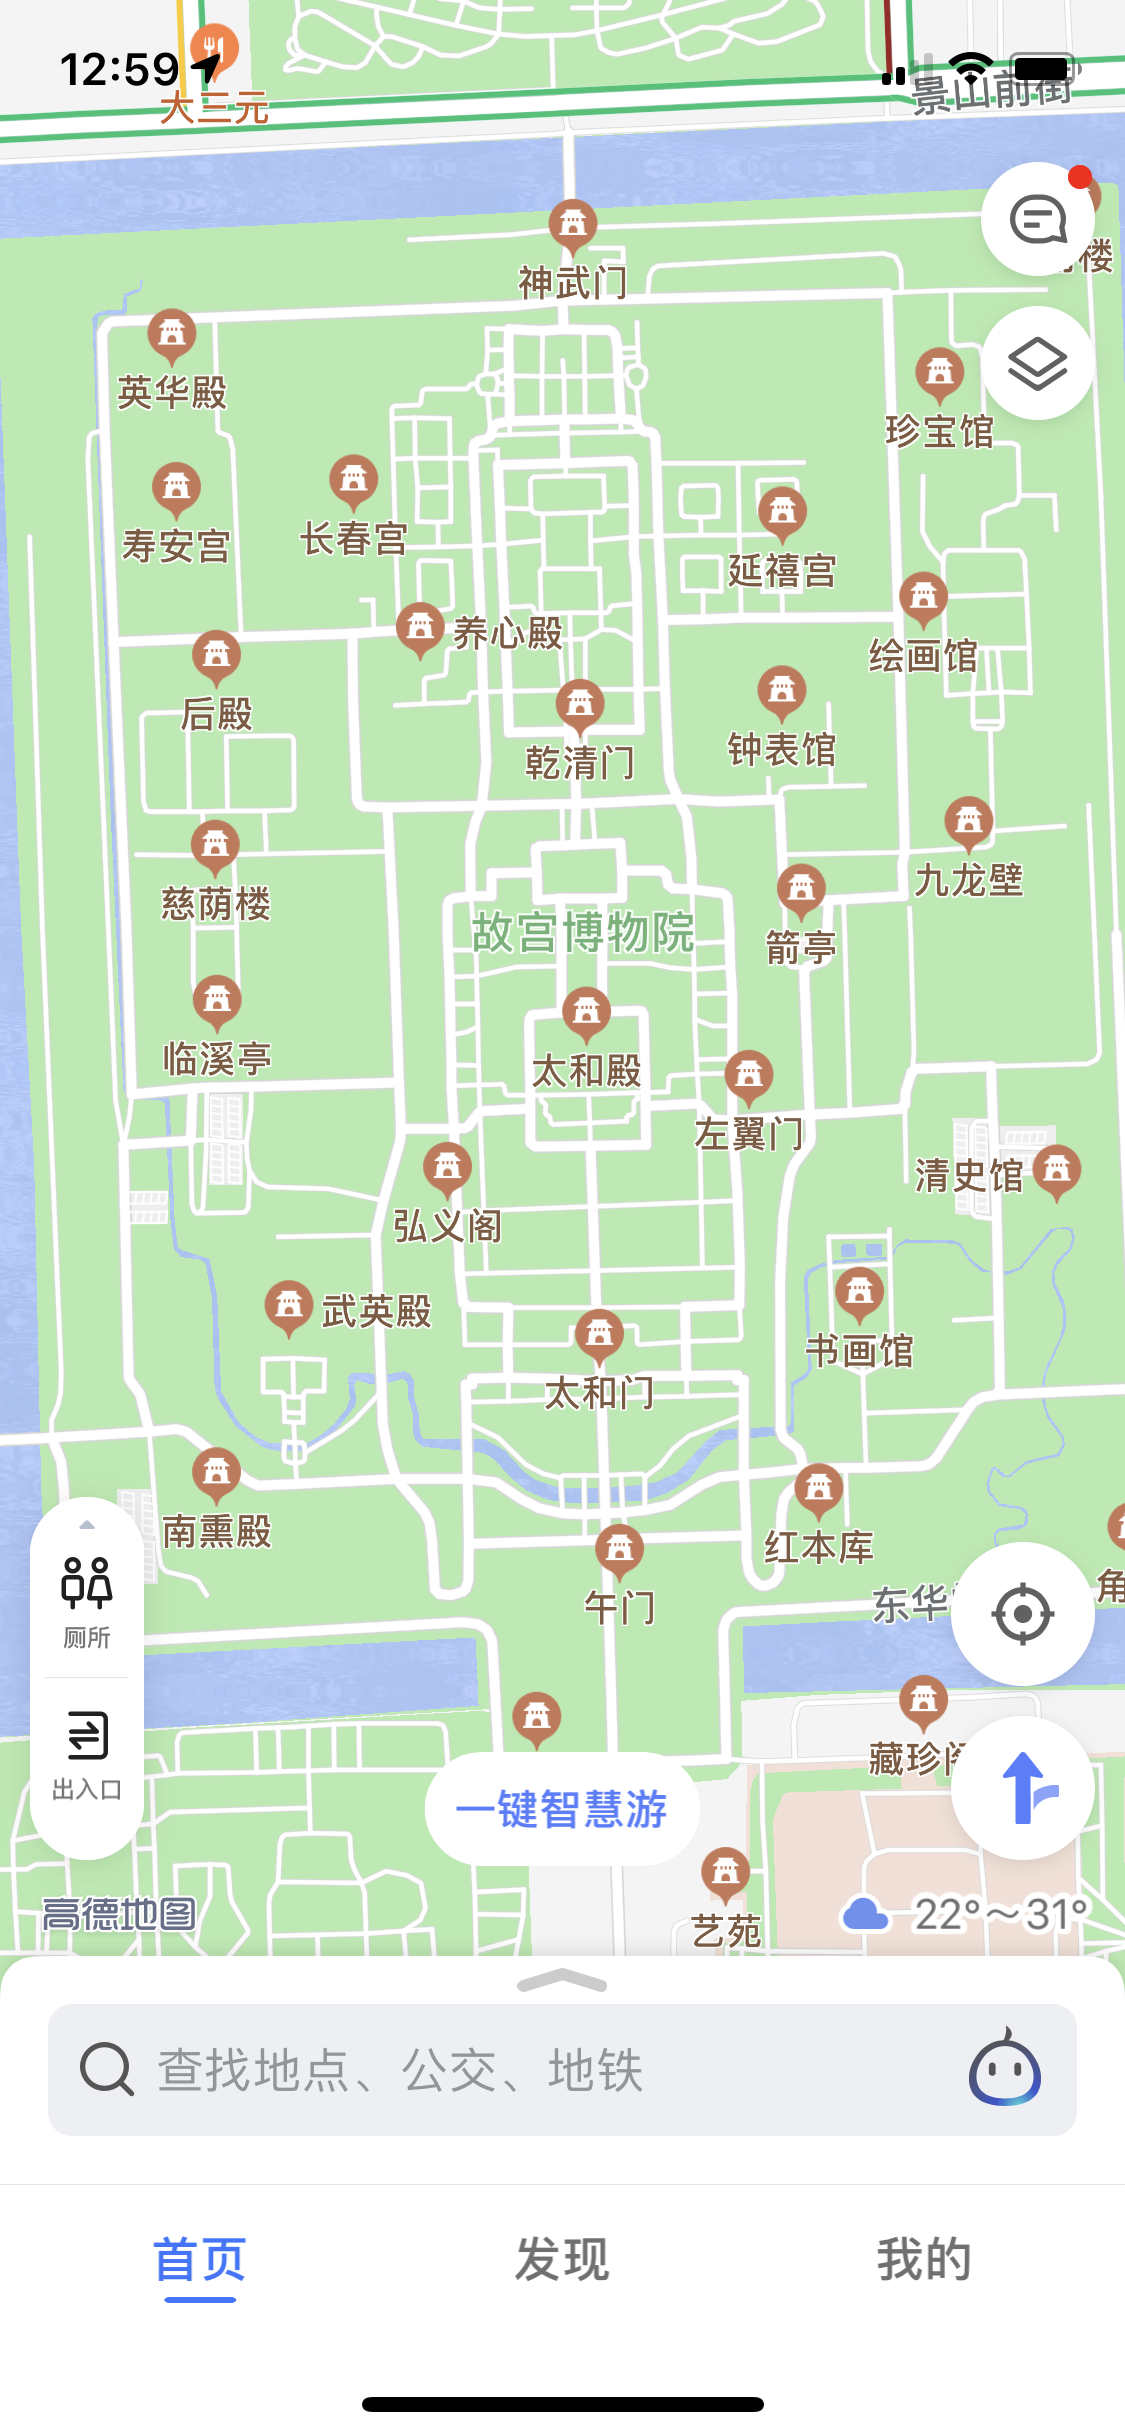 12:59
大三元
景山前街
楼
神武门
英华殿
珍宝馆
长春宫
寿安宫
延禧宫
养心殿
绘画馆
后殿
钟表馆
乾清门
九龙壁
慈荫楼
故宫博物院
箭亭
临溪亭
太和殿
左翼门
清史馆
弘义阁
武英殿
书画馆
太和门
南熏殿
红本库
午门
东华
角
厕所
藏珍阁
出入口
一键智慧游
艺苑
高德地图
22°~31°
查找地点、公交、地铁
首页
发现
我的